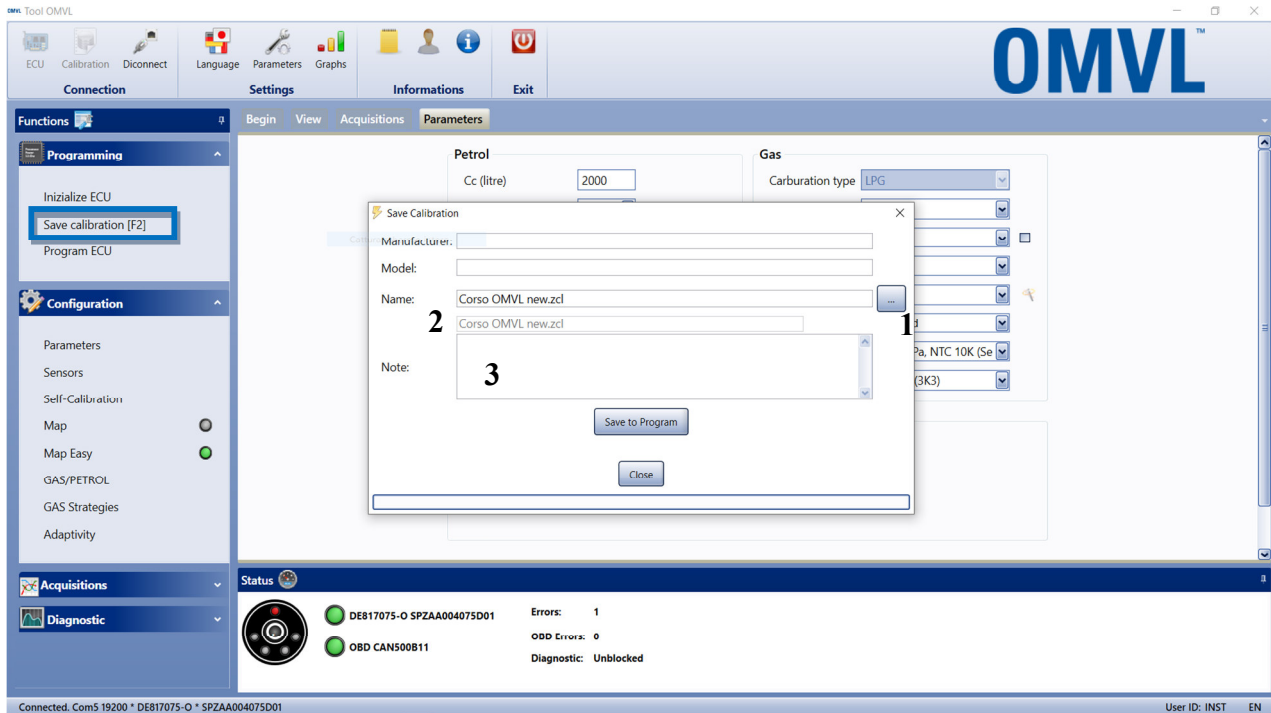 OMVL Tool OMVL
ECU Calibration Diconnect
Connection
Language Parameters Graphs
Settings
Informations
Exit
OMVL™
Functions
Begin View Acquisitions Parameters
Programming
Inizialize ECU
Save calibration [F2]
Program ECU
Configuration
Parameters
Sensors
Self-Calibration
Map
Map Easy
GAS/PETROL
GAS Strategies
Adaptivity
Acquisitions
Diagnostic
Petrol
Cc (litre) 2000
Gas
Carburation type LPG
Pa, NTC 10K (Se
(3K3)
Save Calibration
Manufacturer:
Model:
Name: Corso OMVL new.zcl ...
1
2 Corso OMVL new.zcl
Note: 3
Save to Program
Close
Status
DE817075-O SPZAA004075D01
OBD CAN500B11
Errors: 1
OBD Errors: 0
Diagnostic: Unblocked
Connected. Com5 19200 * DE817075-O * SPZAA004075D01 User ID: INST EN